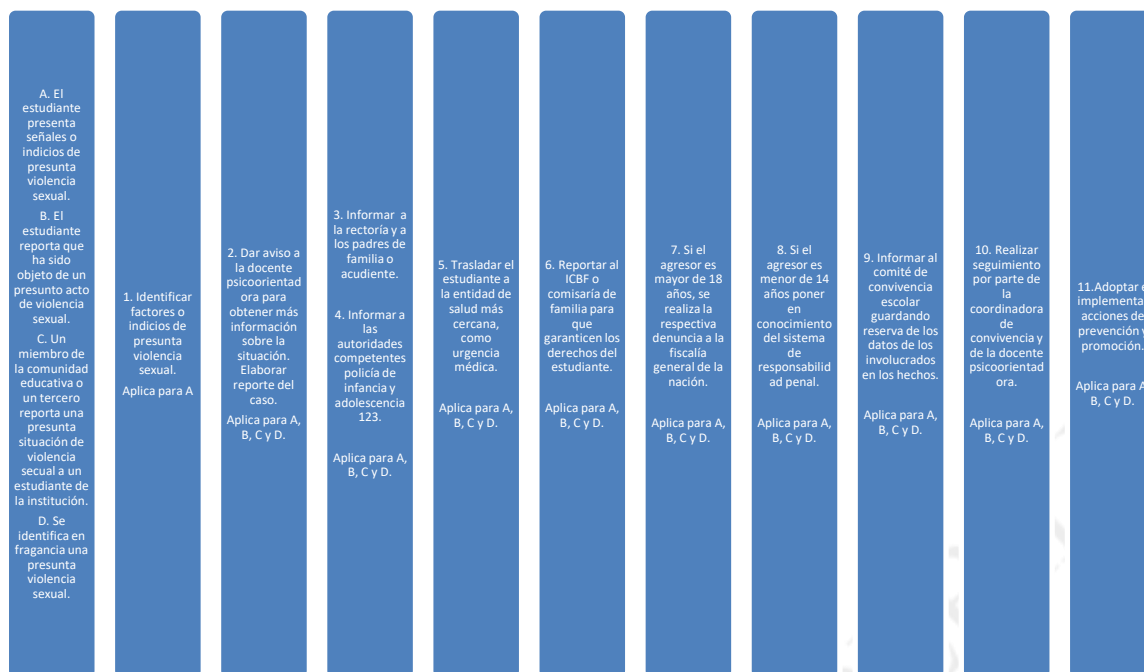 A. El
estudiante
presenta
señales o
indicios de
presunta
violencia
sexual.
B. El
estudiante
reporta que
ha sido
objeto de un
presunto acto
de violencia
sexual.
C. Un
miembro de
la comunidad
educativa o
un tercero
reporta una
presunta
situación de
violencia
secual a un
estudiante de
la institución.
D. Se
identifica en
fragancia una
presunta
violencia
sexual.
1. Identificar
factores o
indicios de
presunta
violencia
sexual.
Aplica para A
2. Dar aviso a
la docente
psicoorientad
ora para
obtener más
información
sobre la
situación.
Elaborar
reporte del
caso.
Aplica para A,
B, C y D.
3. Informar a
la rectoría y a
los padres de
familia o
acudiente.
4. Informar a
las
autoridades
competentes
policía de
infancia y
adolescencia
123.
Aplica para A,
B, C y D.
5. Trasladar el
estudiante a
la entidad de
salud más
cercana,
como
urgencia
médica.
Aplica para A,
B, C y D.
6. Reportar al
ICBF o
comisaría de
familia para
que
garanticen los
derechos del
estudiante.
Aplica para A,
B, C y D.
7. Si el
agresor es
mayor de 18
años, se
realiza la
respectiva
denuncia a la
fiscalía
general de la
nación.
Aplica para A,
B, C y D.
8. Si el
agresor es
menor de 14
años poner
en
conocimiento
del sistema
de
responsabilid
ad penal.
Aplica para A,
B, C y D.
9. Informar al
comité de
convivencia
escolar
guardando
reserva de los
datos de los
involucrados
en los hechos.
Aplica para A,
B, C y D.
10. Realizar
seguimiento
por parte de
la
coordinadora
de
convivencia y
de la docente
psicoorientad
ora.
Aplica para A,
B, C y D.
11.Adoptar e
implementa
acciones de
prevención y
promoción.
Aplica para A
B, C y D.